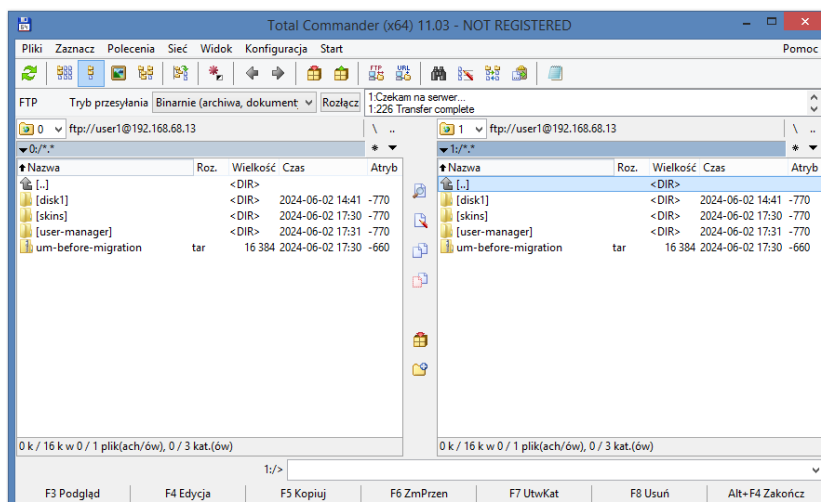 Total Commander (x64) 11.03 - NOT REGISTERED
Pliki Zaznacz Polecenia Sieć Widok Konfiguracja Start Pomoc
FTP URL
FTP Tryb przesyłania Binarnie (archiwa, dokument Rozłącz 1:Czekam na serwer...
1:226 Transfer complete
0 ftp://user1@192.168.68.13 \ ..
0:/*.* * 
Nazwa Roz. Wielkość Czas Atryb
[..] <DIR>
[disk1] <DIR> 2024-06-02 14:41 -770
[skins] <DIR> 2024-06-02 17:30 -770
[user-manager] <DIR> 2024-06-02 17:31 -770
um-before-migration tar 16 384 2024-06-02 17:30 -660
0 k / 16 k w 0 / 1 plik(ach/ów), 0 / 3 kat.(ów)
1 ftp://user1@192.168.68.13 \ ..
1:/*.* *
Nazwa Roz. Wielkość Czas Atryb
[..] <DIR>
[disk1] <DIR> 2024-06-02 14:41 -770
[skins] <DIR> 2024-06-02 17:30 -770
[user-manager] <DIR> 2024-06-02 17:31 -770
um-before-migration tar 16 384 2024-06-02 17:30 -660
0 k / 16 k w 0 / 1 plik(ach/ów), 0 / 3 kat.(ów)
1:/>
F3 Podgląd F4 Edycja F5 Kopiuj F6 ZmPrzen F7 UtwKat F8 Usuń Alt+F4 Zakończ